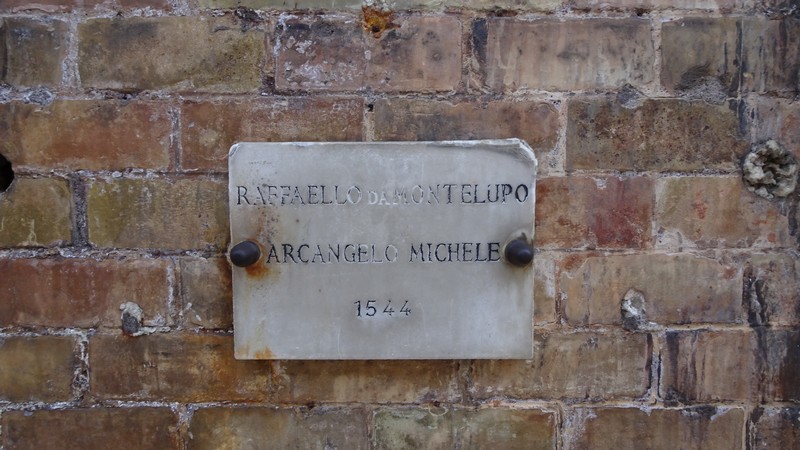 RAFFAELLO DA MONTELUPO
ARCANGELO MICHELE
1544